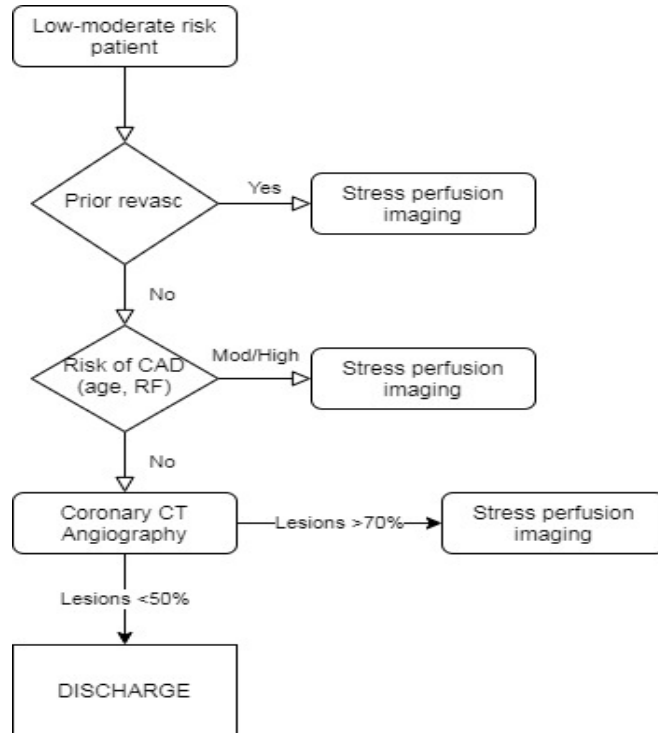 Low-moderate risk
patient
Prior revasc
Yes
Stress perfusion
imaging
No
Risk of CAD
(age, RF)
Mod/High
Stress perfusion
imaging
No
Coronary CT
Angiography
Lesions >70%
Stress perfusion
imaging
Lesions <50%
DISCHARGE